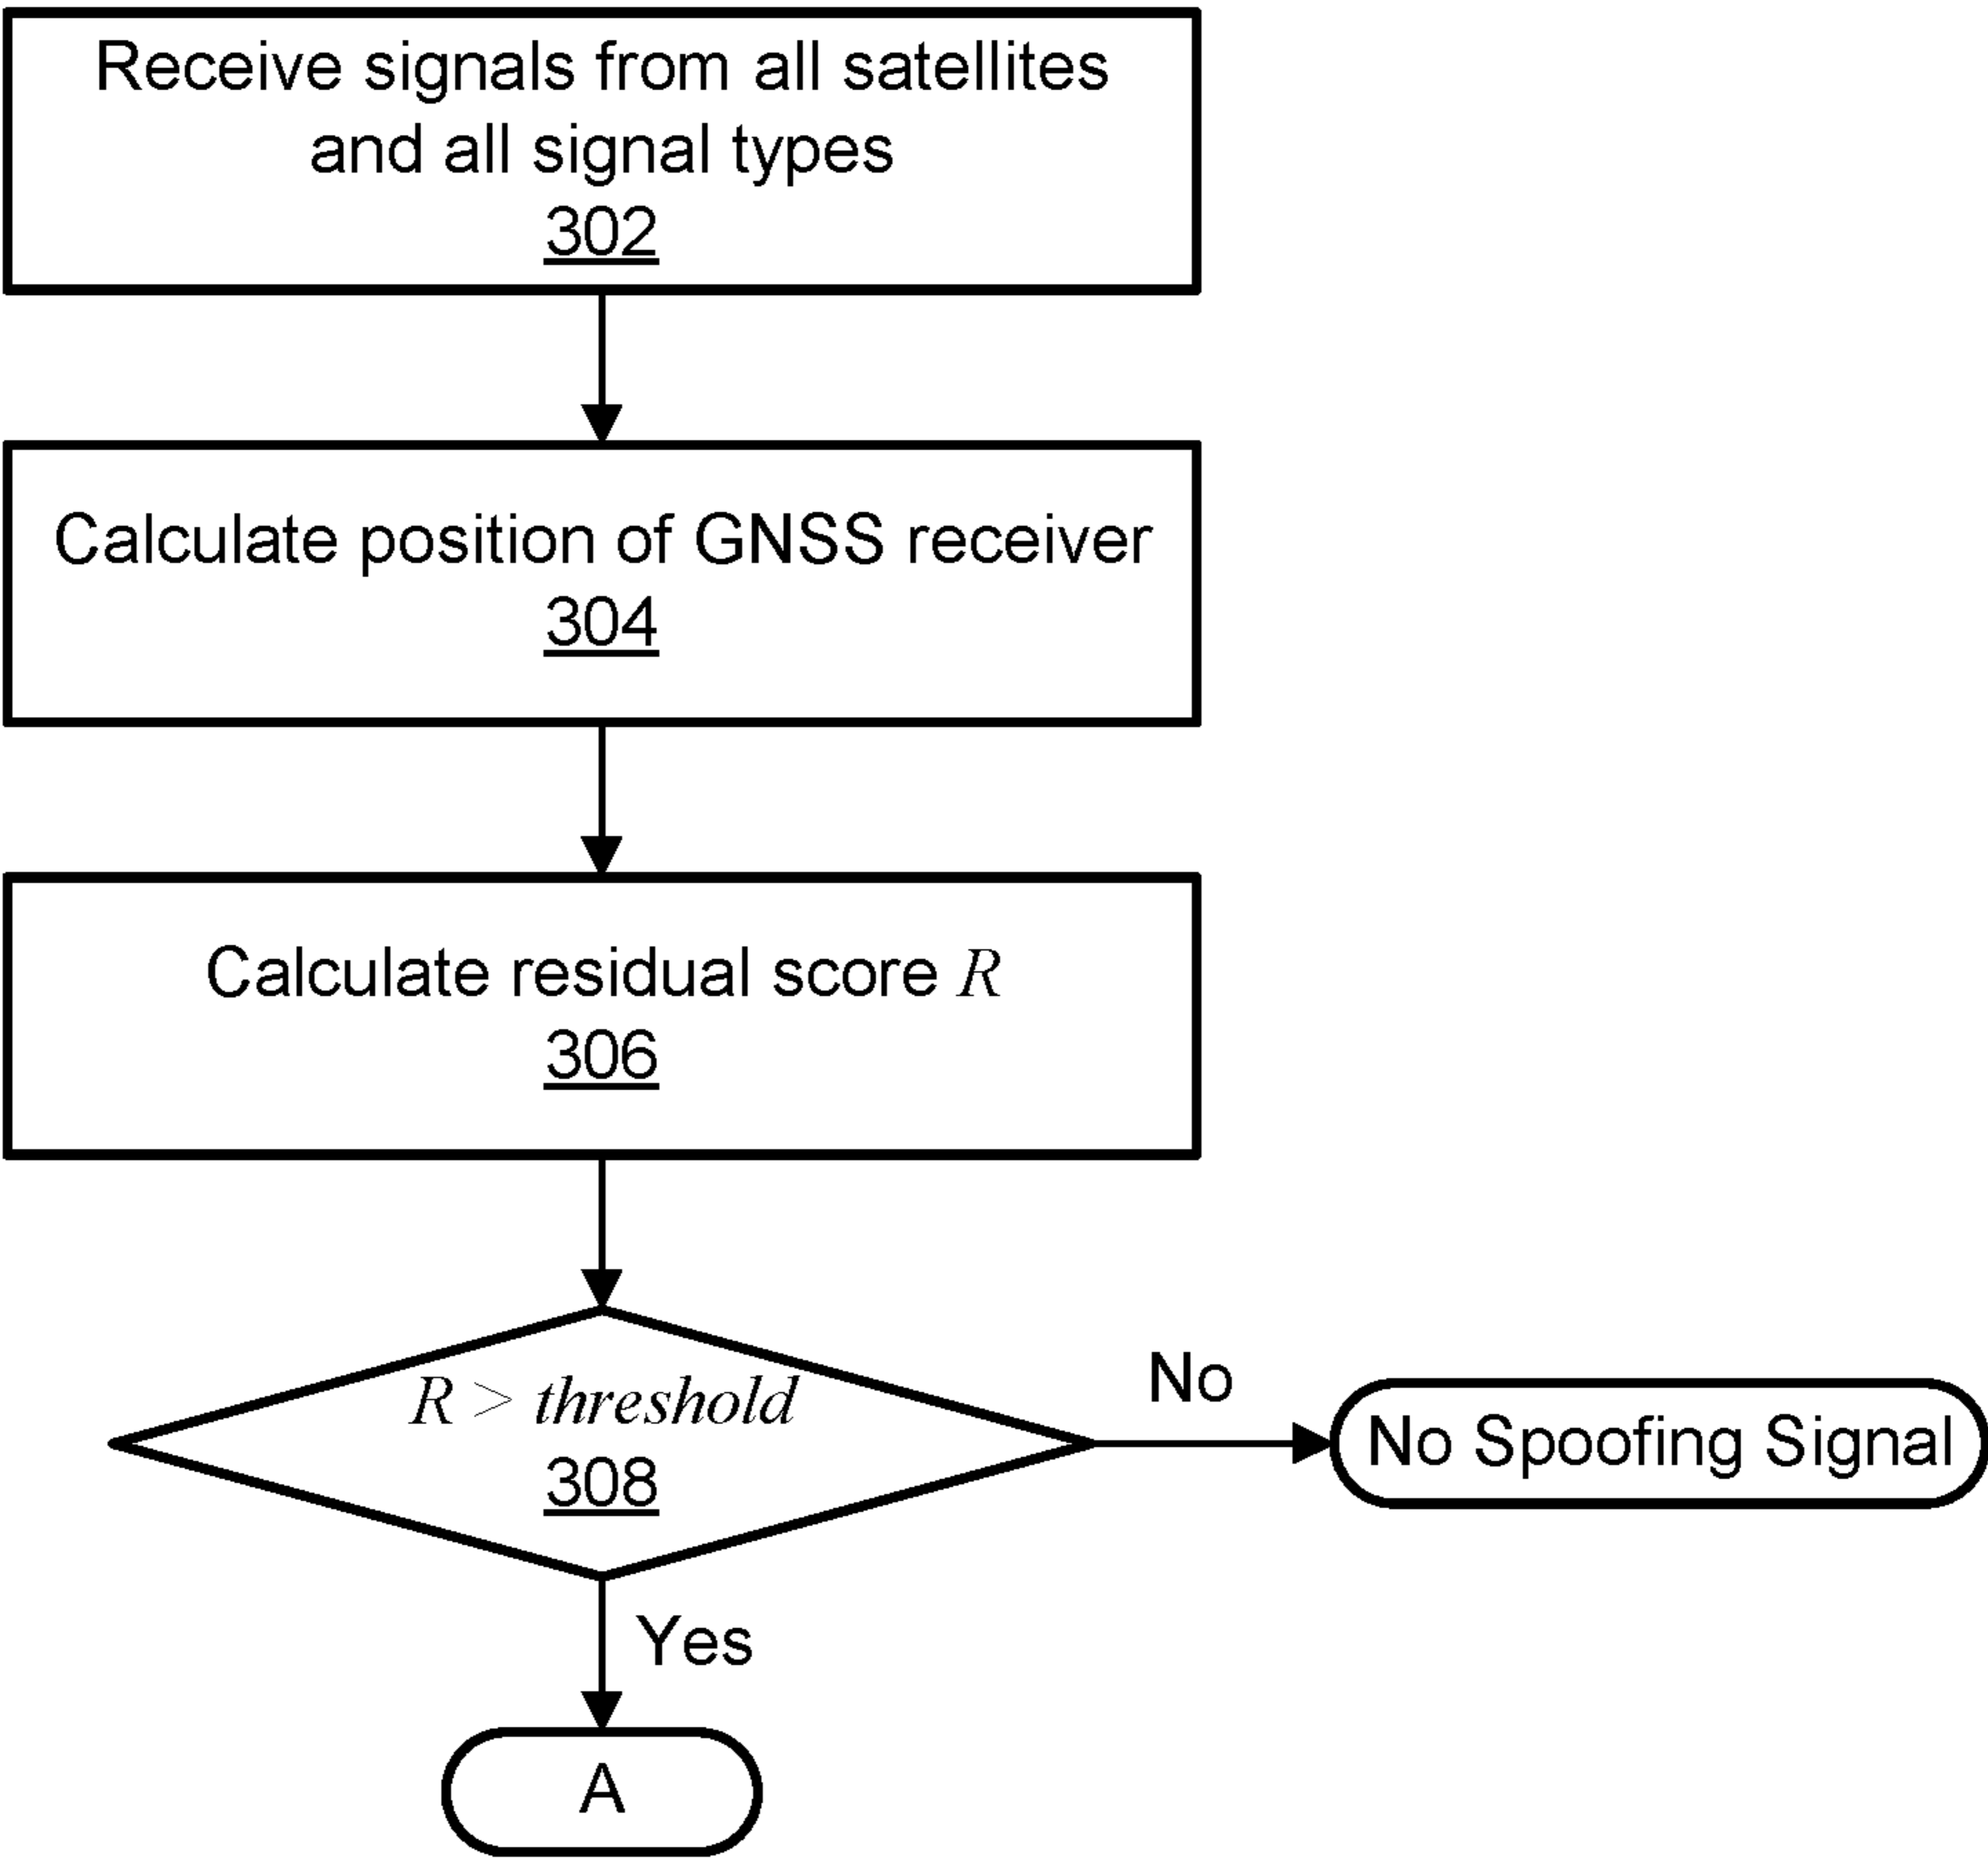 Receive signals from all satellites
and all signal types
302
Calculate position of GNSS receiver
304
Calculate residual score R
306
R > threshold
308
No
No Spoofing Signal
Yes
A